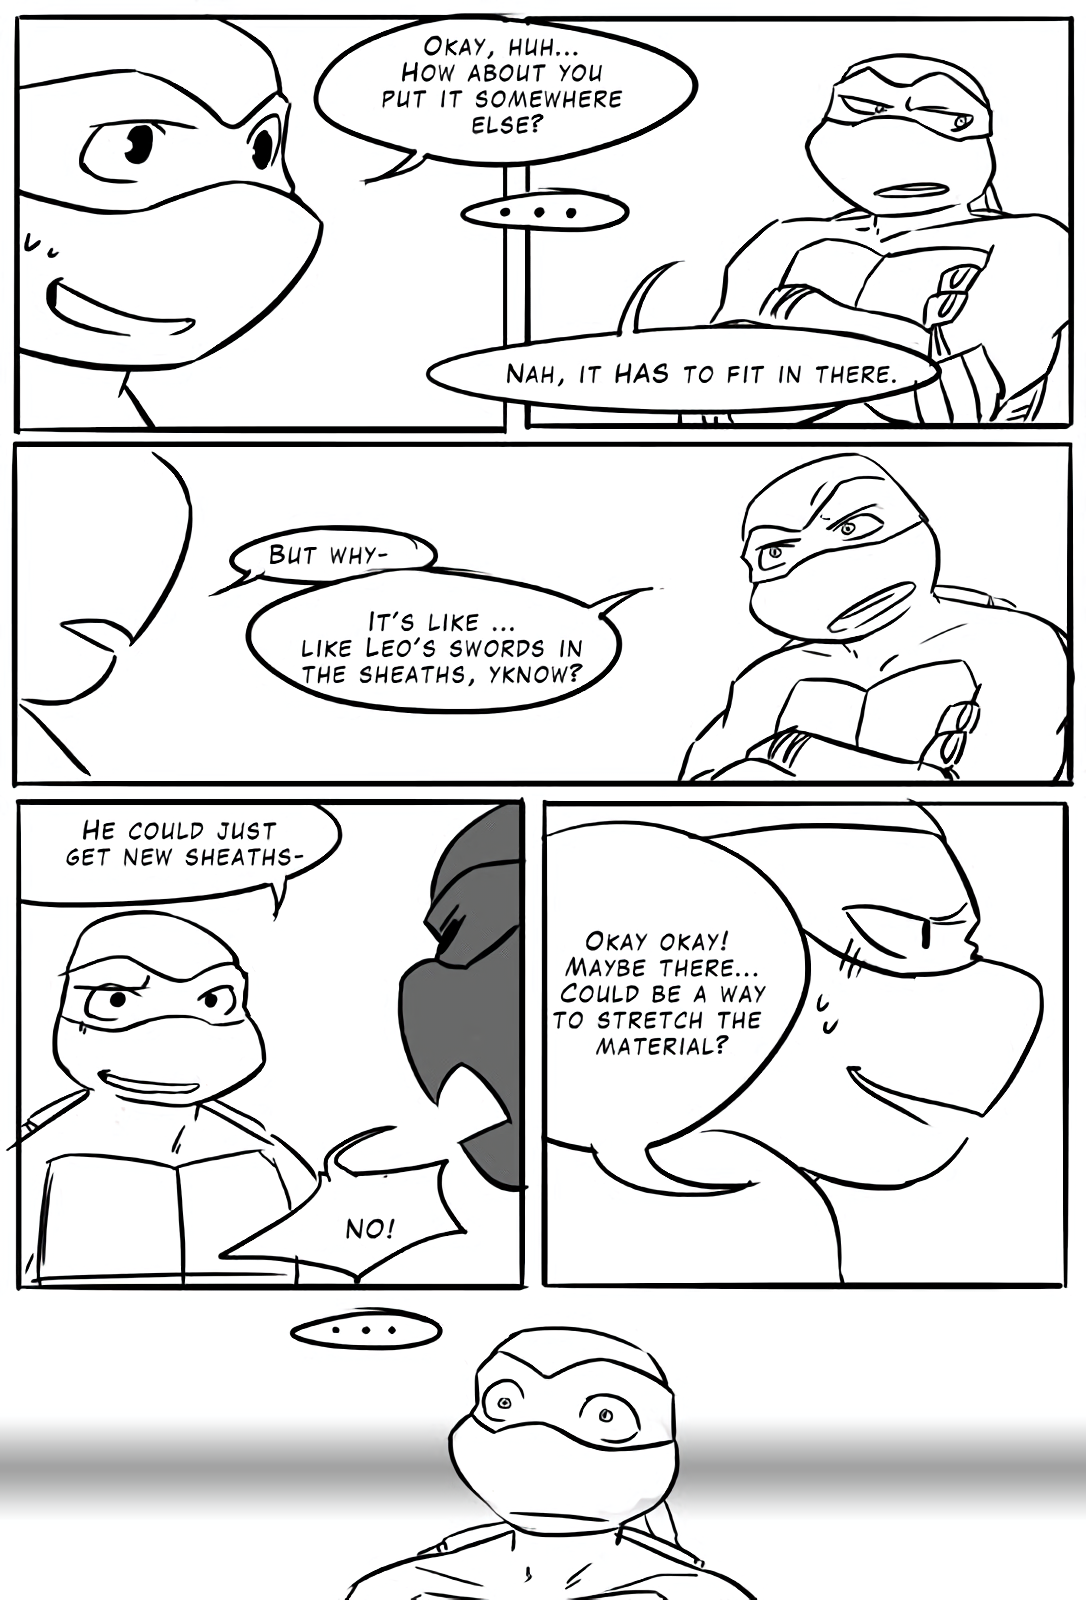 OKAY, HUH...
HOW ABOUT YOU
PUT IT SOMEWHERE
ELSE?
...
NAH, IT HAS TO FIT IN THERE.
BUT WHY-
IT'S LIKE ...
LIKE LEO'S SWORDS IN
THE SHEATHS, YKNOW?
HE COULD JUST
GET NEW SHEATHS-
NO!
OKAY OKAY!
MAYBE THERE...
COULD BE A WAY
TO STRETCH THE
MATERIAL?
...